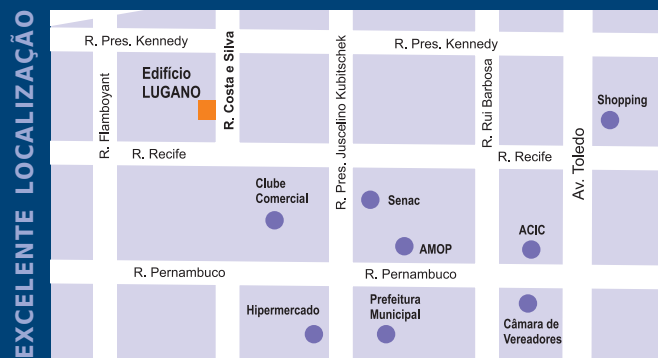 EXCELENTE LOCALIZAÇÃO
R. Pres. Kennedy
R. Pres. Kennedy
R. Flamboyant
Edifício
LUGANO
R. Costa e Silva
R. Pres. Juscelino Kubitschek
R. Rui Barbosa
Av. Toledo
Shopping
R. Recife
R. Recife
Clube
Comercial
Senac
AMOP
ACIC
R. Pernambuco
R. Pernambuco
Hipermercado
Prefeitura
Municipal
Câmara de
Vereadores